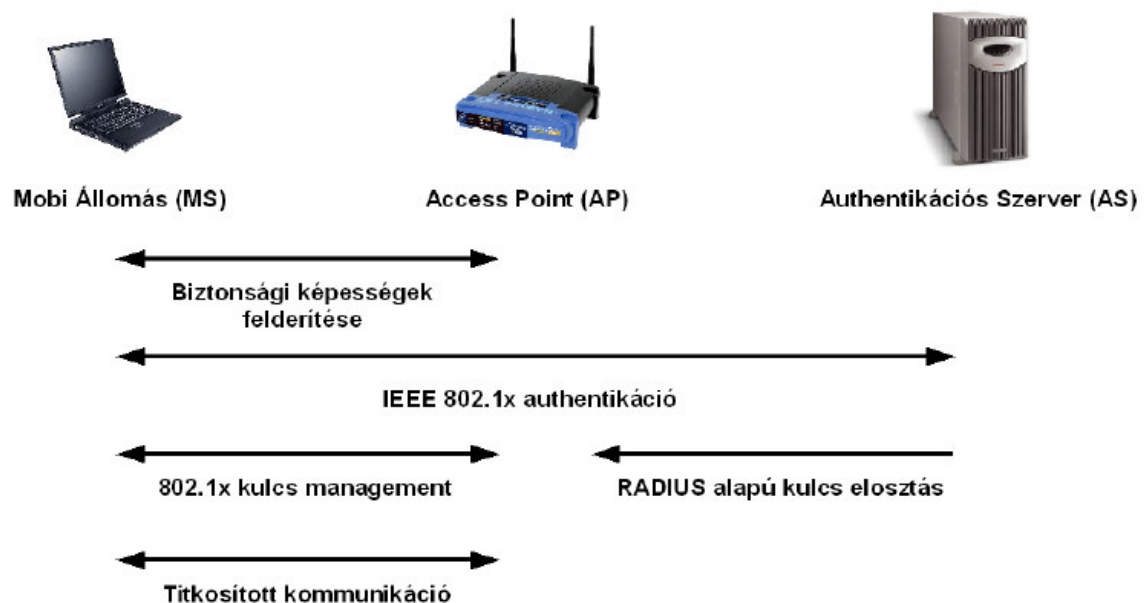 Mobi Állomás (MS)
Access Point (AP)
Authentikációs Szerver (AS)
Biztonsági képességek
felderítése
IEEE 802.1x authentikáció
802.1x kulcs management
RADIUS alapú kulcs elosztás
Titkosított kommunikáció